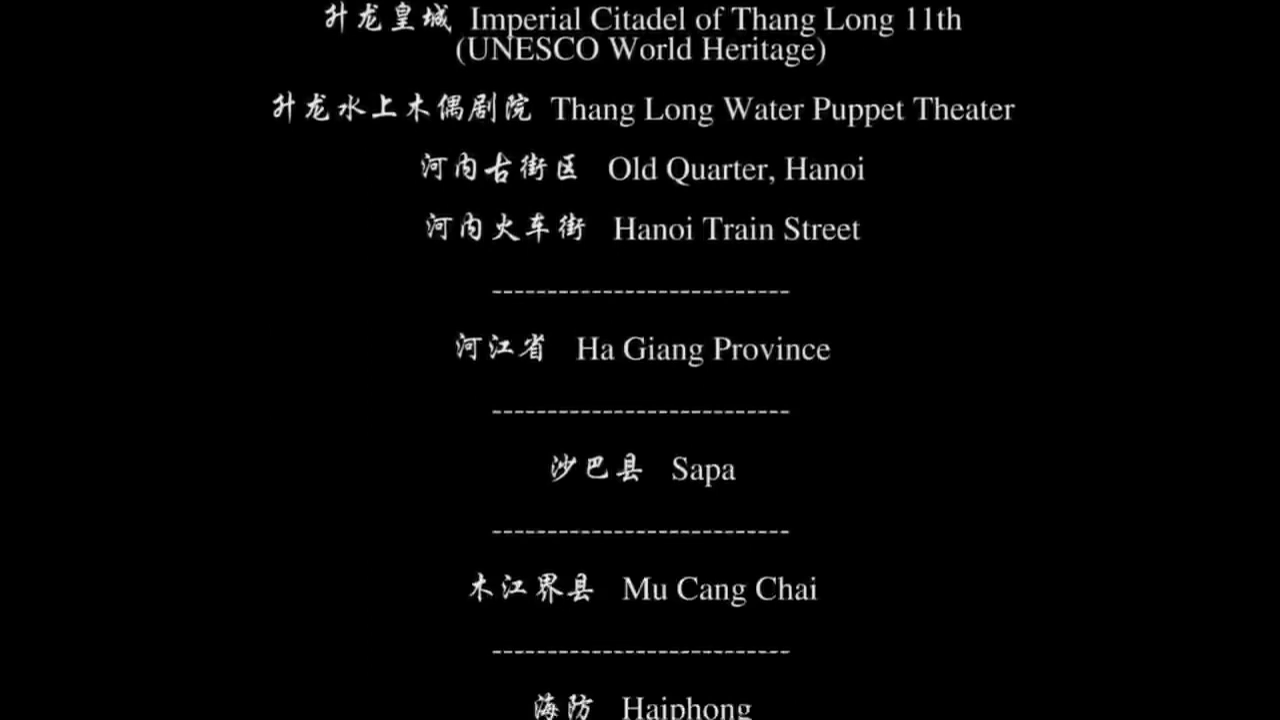 升龙皇城 Imperial Citadel of Thang Long 11th
(UNESCO World Heritage)
升龙水上木偶剧院 Thang Long Water Puppet Theater
河内古街区 Old Quarter, Hanoi
河内火车街 Hanoi Train Street
---------------------------
河江省 Ha Giang Province
---------------------------
沙巴县 Sapa
---------------------------
木江界县 Mu Cang Chai
---------------------------
海防 Haiphong